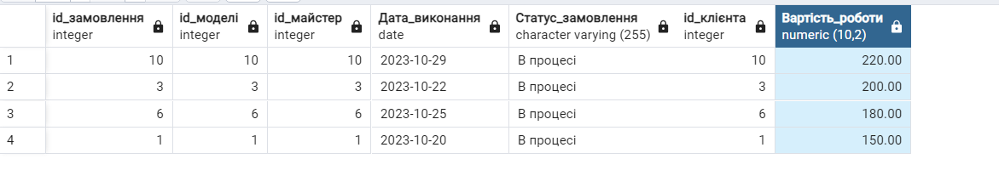 id_замовлення id_моделі id_майстер Дата_виконання Статус_замовлення id_клієнта Вартість_роботи
integer integer integer date character varying (255) integer numeric (10,2)
1 10 10 10 2023-10-29 В процесі 10 220.00
2 3 3 3 2023-10-22 В процесі 3 200.00
3 6 6 6 2023-10-25 В процесі 6 180.00
4 1 1 1 2023-10-20 В процесі 1 150.00